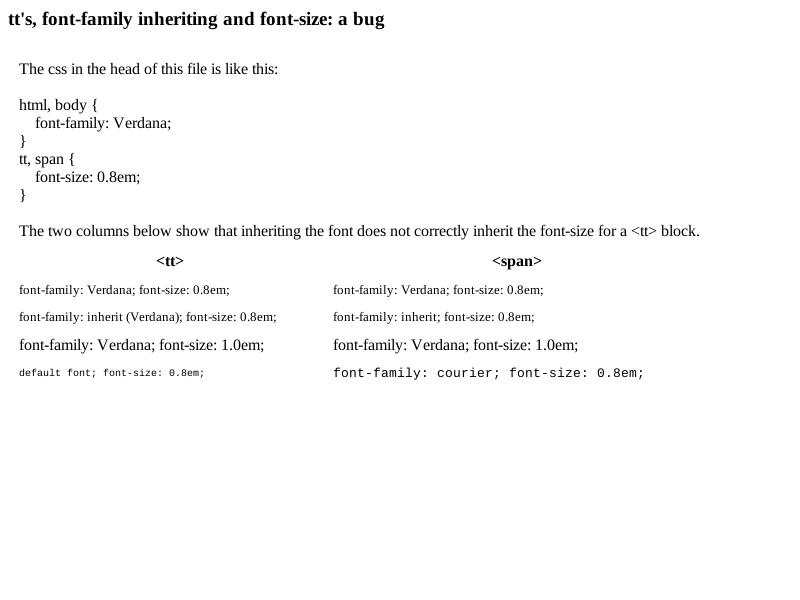 tt's, font-family inheriting and font-size: a bug
The css in the head of this file is like this:
html, body {
font-family: Verdana;
}
tt, span {
font-size: 0.8em;
}
The two columns below show that inheriting the font does not correctly inherit the font-size for a <tt> block.
<tt> <span>
font-family: Verdana; font-size: 0.8em; font-family: Verdana; font-size: 0.8em;
font-family: inherit (Verdana); font-size: 0.8em; font-family: inherit; font-size: 0.8em;
font-family: Verdana; font-size: 1.0em; font-family: Verdana; font-size: 1.0em;
default font; font-size: 0.8em; font-family: courier; font-size: 0.8em;